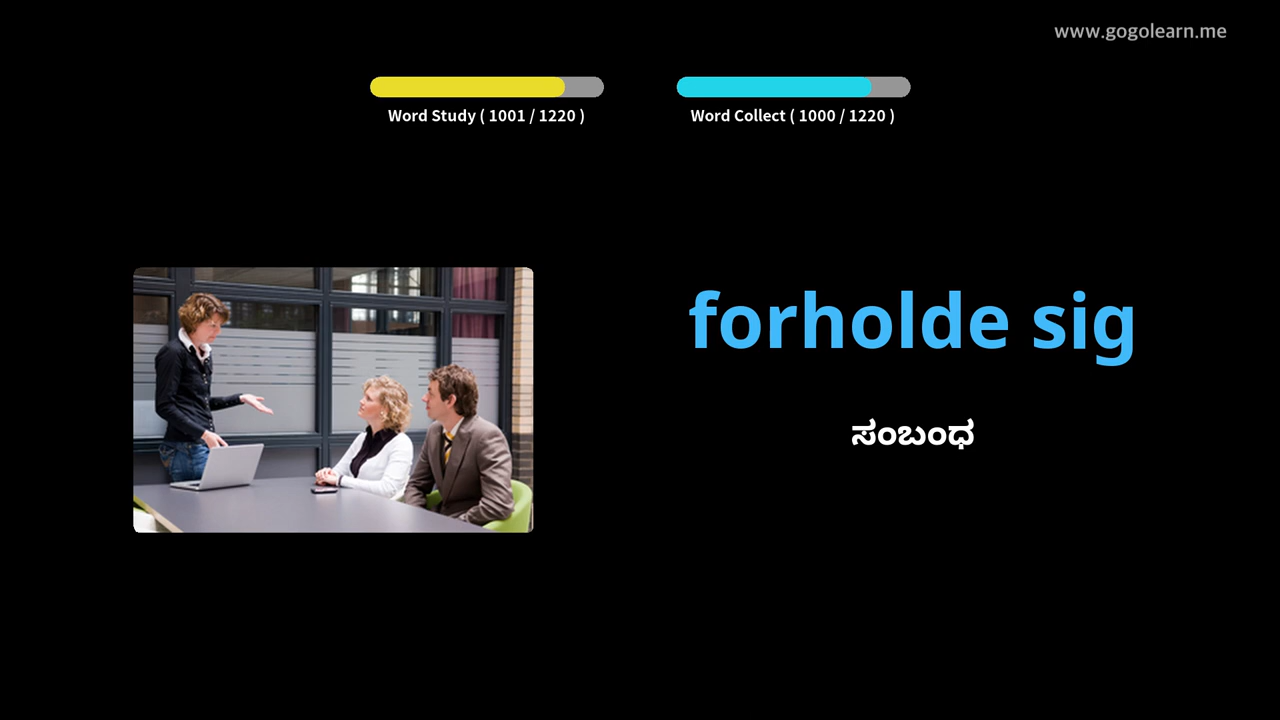 www.gogolearn.me
Word Study ( 1001 / 1220 )
Word Collect ( 1000 / 1220 )
forholde sig
ಸಂಬಂಧ